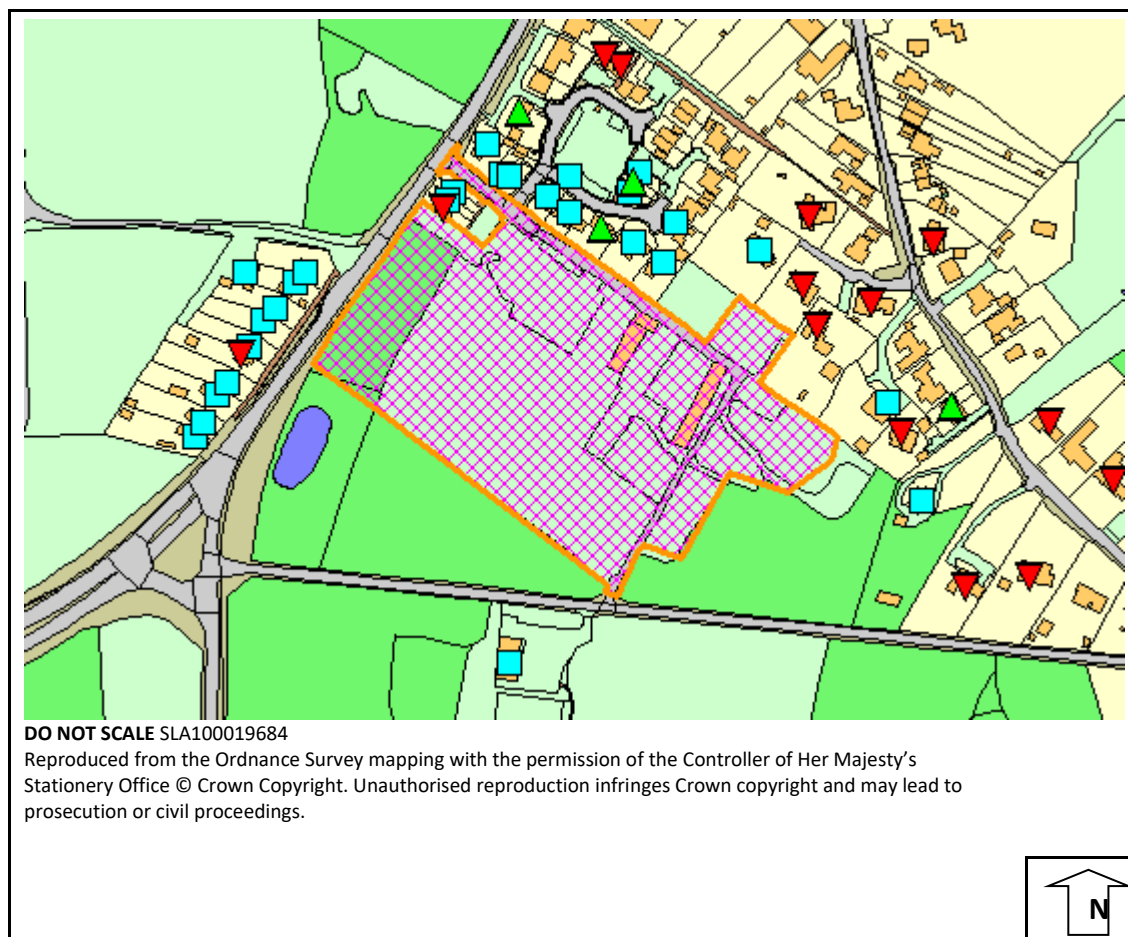 DO NOT SCALE SLA100019684
Reproduced from the Ordnance Survey mapping with the permission of the Controller of Her Majesty’s
Stationery Office © Crown Copyright. Unauthorised reproduction infringes Crown copyright and may lead to
prosecution or civil proceedings.
N